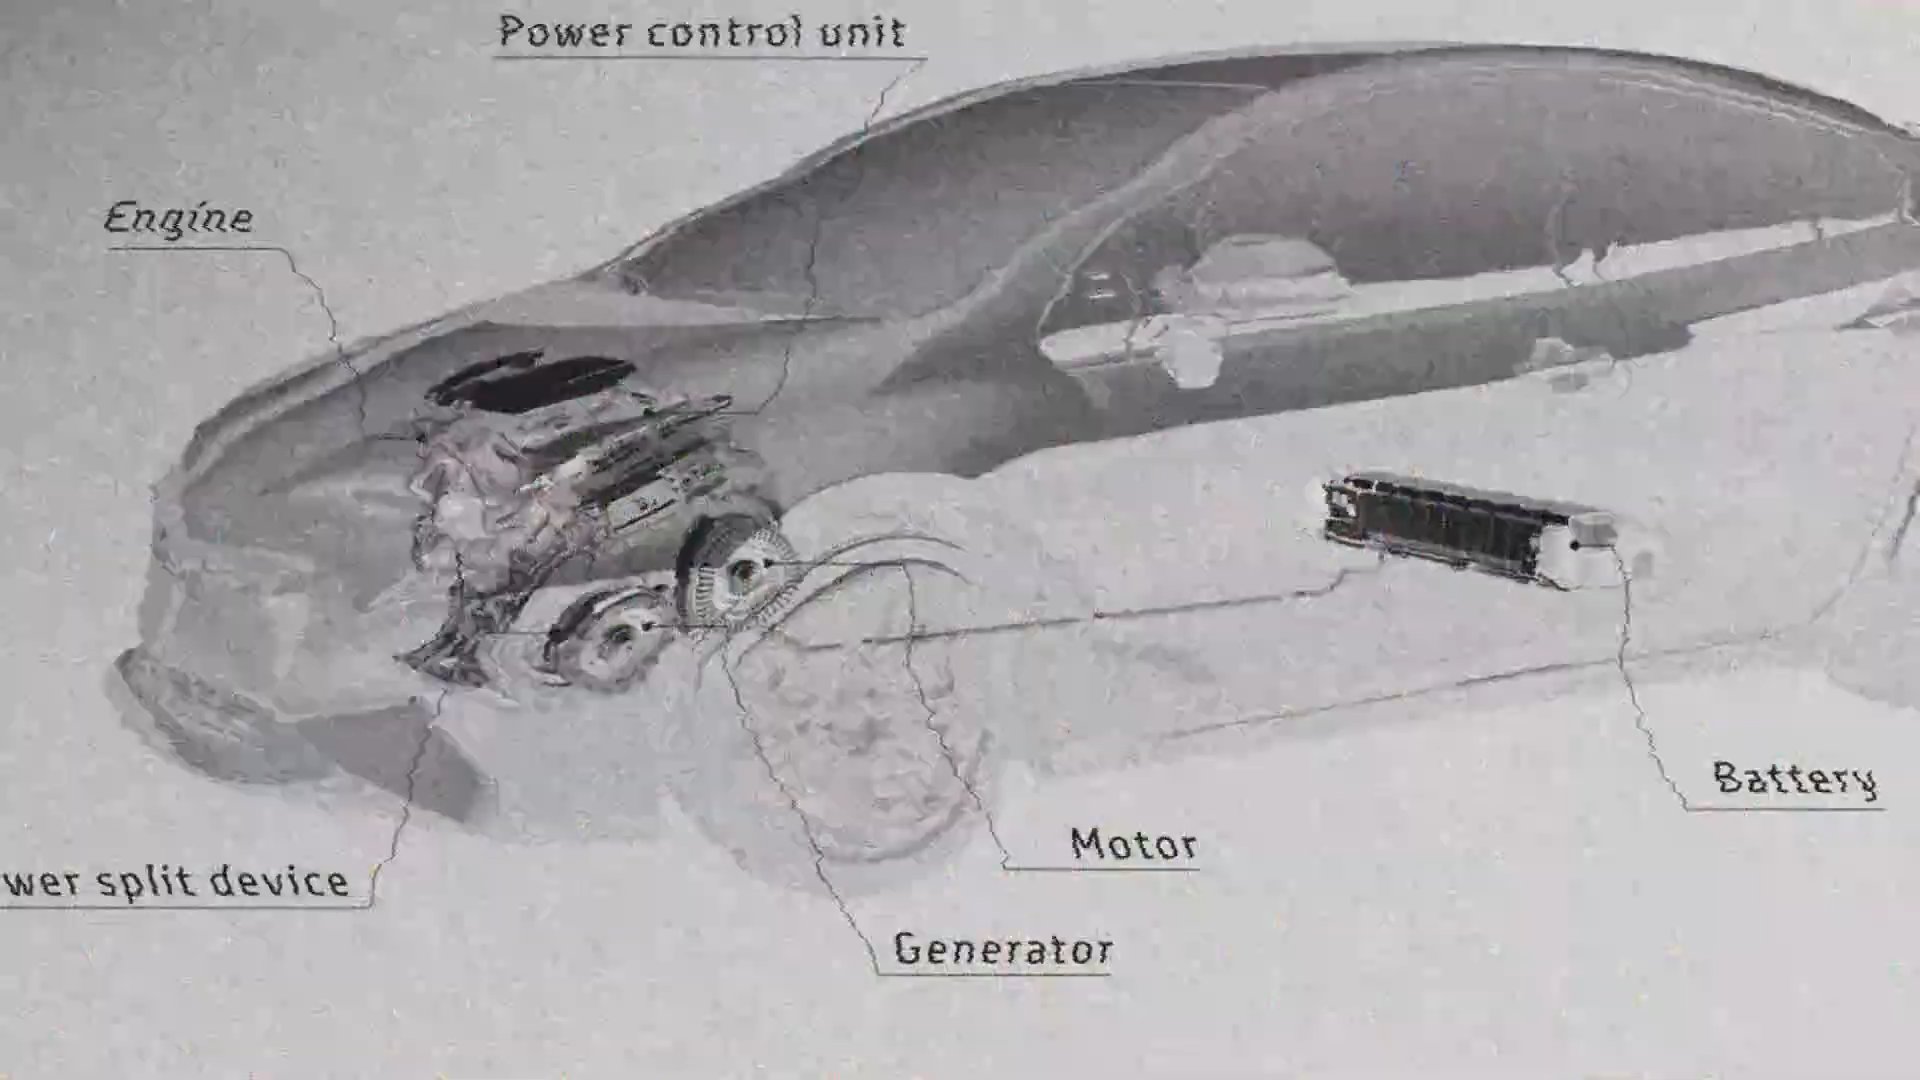 Power control unit
Engine
Battery
Motor
wer split device
Generator